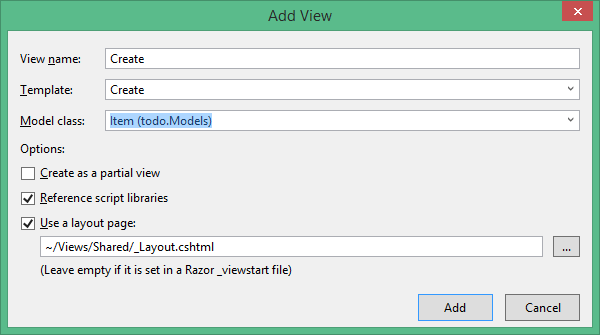 Add View
View name: Create
Template: Create
Model class: Item (todo.Models)
Options:
Create as a partial view
Reference script libraries
Use a layout page:
~/Views/Shared/_Layout.cshtml ...
(Leave empty if it is set in a Razor _viewstart file)
Add Cancel